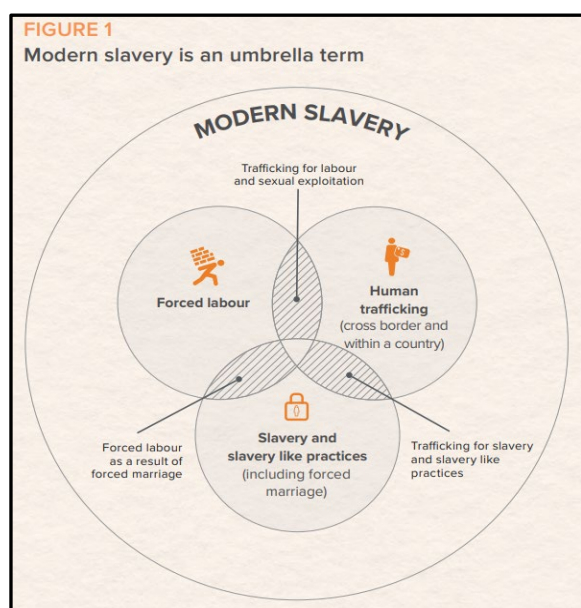 FIGURE 1
Modern slavery is an umbrella term
MODERN SLAVERY
Trafficking for labour
and sexual exploitation
Forced labour
Human
trafficking
(cross border and
within a country)
Slavery and
slavery like practices
(including forced
marriage)
Forced labour
as a result of
forced marriage
Trafficking for slavery
and slavery like
practices